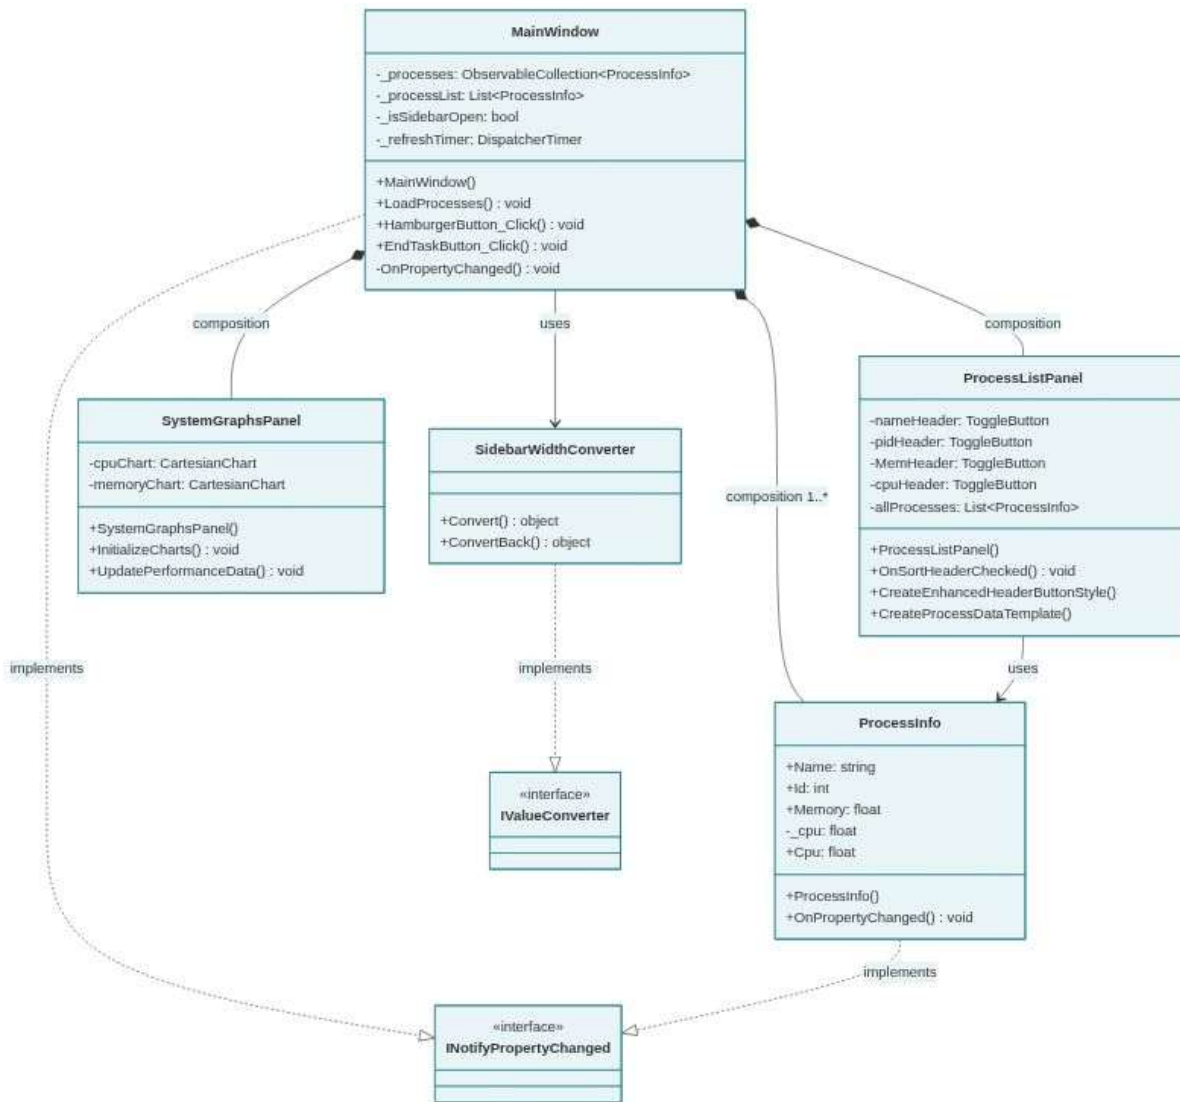 MainWindow
-_processes: ObservableCollection<ProcessInfo>
-_processList: List<ProcessInfo>
-_isSidebarOpen: bool
-_refreshTimer: DispatcherTimer
+MainWindow()
+LoadProcesses() : void
+HamburgerButton_Click() : void
+EndTaskButton_Click() : void
-OnPropertyChanged() : void
composition
uses
composition
SystemGraphsPanel
-cpuChart: CartesianChart
-memoryChart: CartesianChart
+SystemGraphsPanel()
+InitializeCharts() : void
+UpdatePerformanceData() : void
SidebarWidthConverter
+Convert() : object
+ConvertBack() : object
composition 1..*
ProcessListPanel
-nameHeader: ToggleButton
-pidHeader: ToggleButton
-MemHeader: ToggleButton
-cpuHeader: ToggleButton
-allProcesses: List<ProcessInfo>
+ProcessListPanel()
+OnSortHeaderChecked() : void
+CreateEnhancedHeaderButtonStyle()
+CreateProcessDataTemplate()
implements
implements
uses
ProcessInfo
+Name: string
+Id: int
+Memory: float
-_cpu: float
+Cpu: float
+ProcessInfo()
+OnPropertyChanged() : void
«interface»
IValueConverter
implements
«interface»
INotifyPropertyChanged